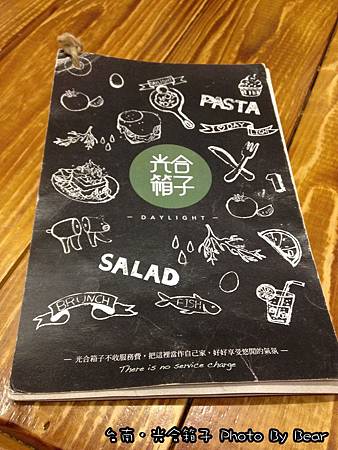 PASTA
光合
箱子
DAYLIGHT
SALAD
BRUNCH
FISH
光合箱子不收服務費，把這裡當作自己家，好好享受悠閒的氣氛
There is no service charge
台南。光合箱子 Photo By Bear